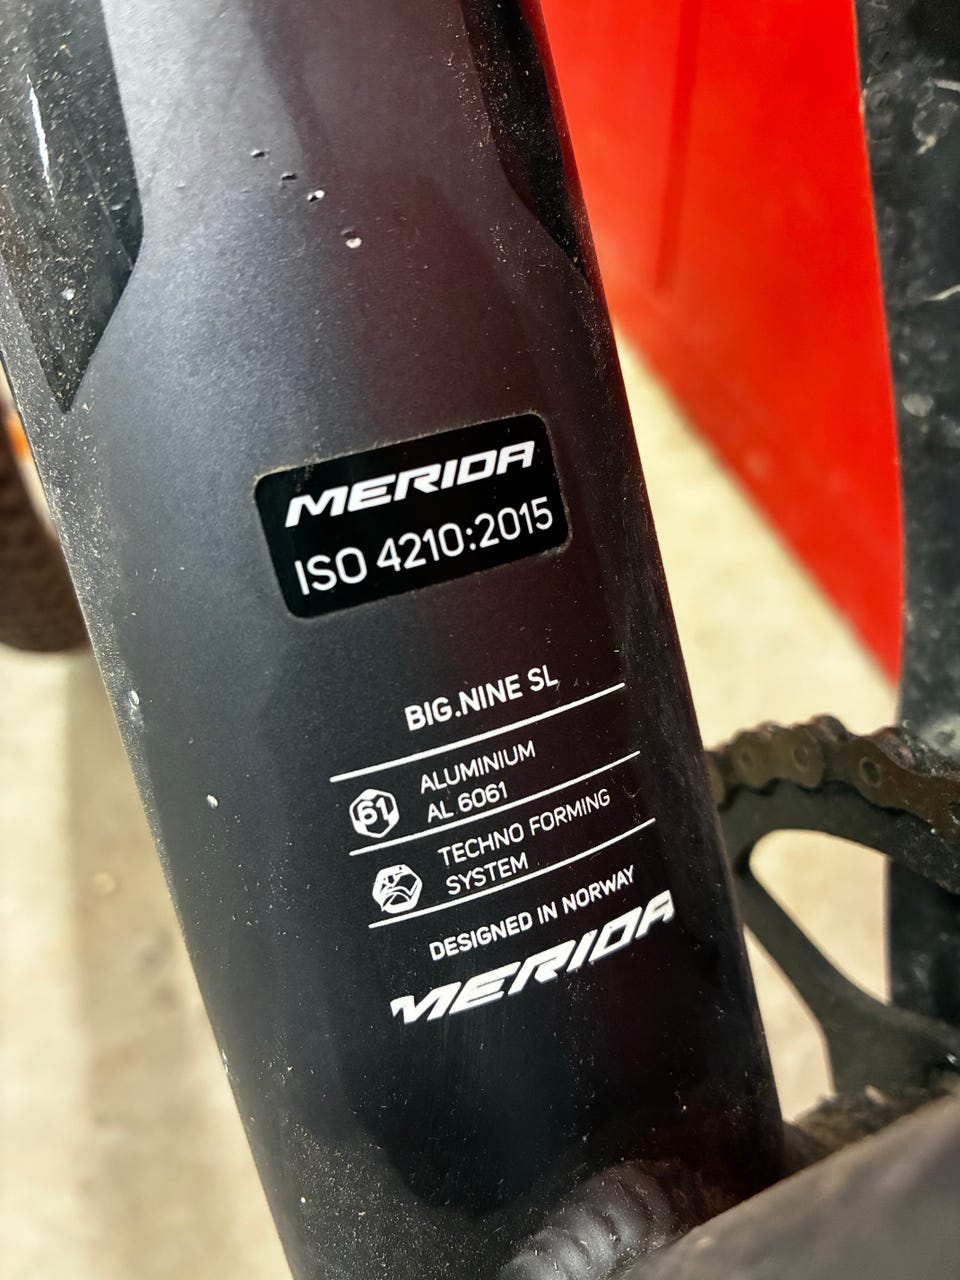 MERIDA
ISO 4210:2015
BIG.NINE SL
61
ALUMINIUM
AL 6061
TECHNO FORMING
SYSTEM
DESIGNED IN NORWAY
MERIDA